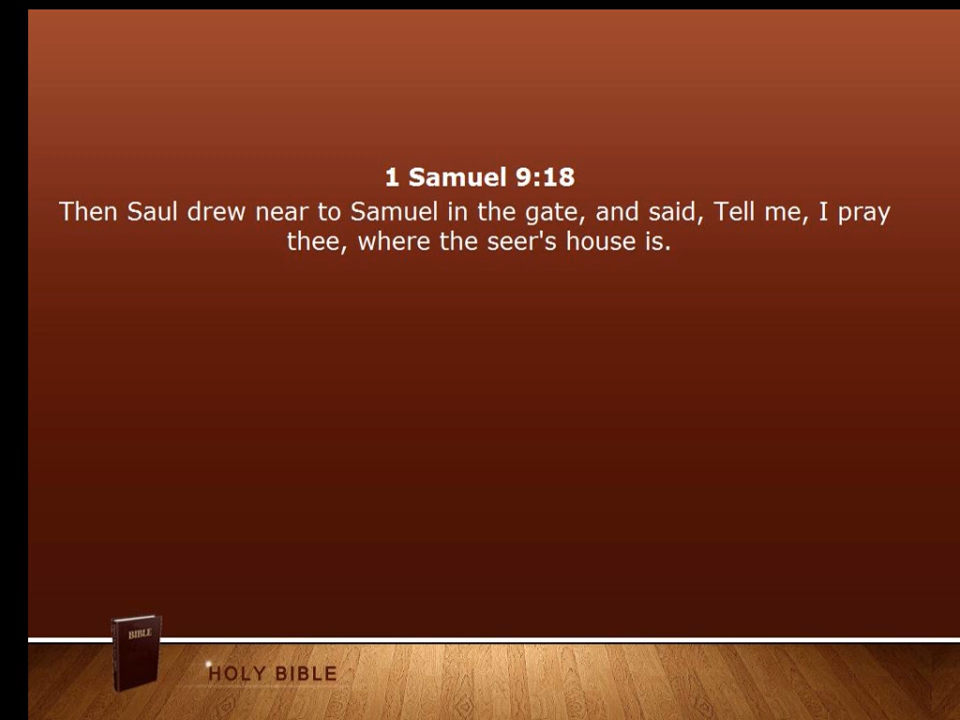 1 Samuel 9:18
Then Saul drew near to Samuel in the gate, and said, Tell me, I pray
thee, where the seer's house is.
BIBLE
HOLY BIBLE